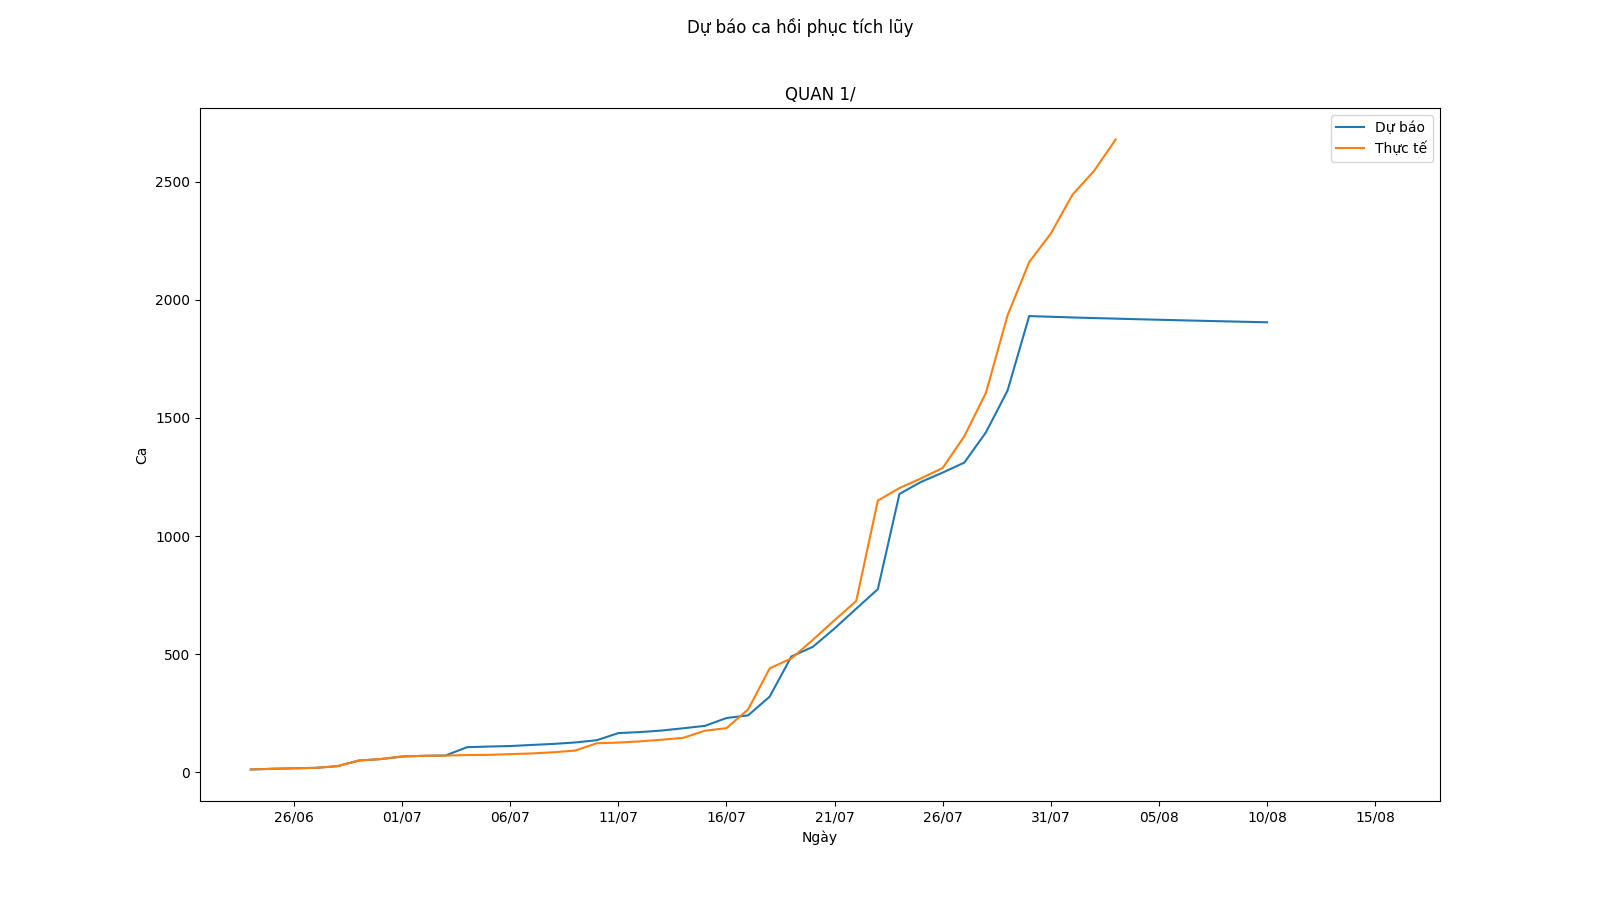 Dự báo ca hồi phục tích lũy
QUAN 1/
Dự báo
Thực tế
2500
2000
1500
1000
500
0
Ca
26/06 01/07 06/07 11/07 16/07 21/07 26/07 31/07 05/08 10/08 15/08
Ngày